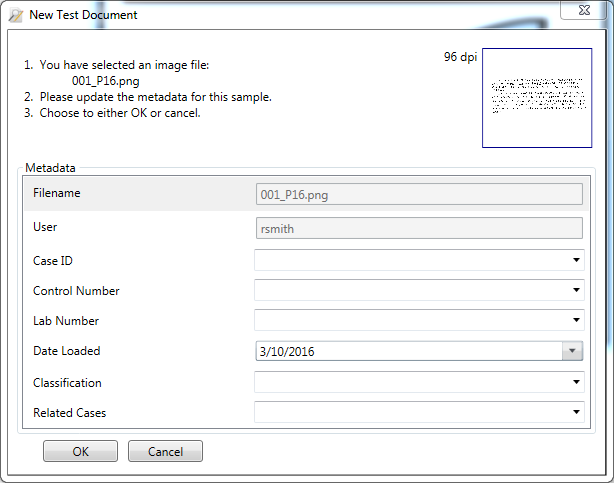 New Test Document
1. You have selected an image file:
001_P16.png
2. Please update the metadata for this sample.
3. Choose to either OK or cancel.
96 dpi
Metadata
Filename 001_P16.png
User rsmith
Case ID
Control Number
Lab Number
Date Loaded 3/10/2016
Classification
Related Cases
OK Cancel